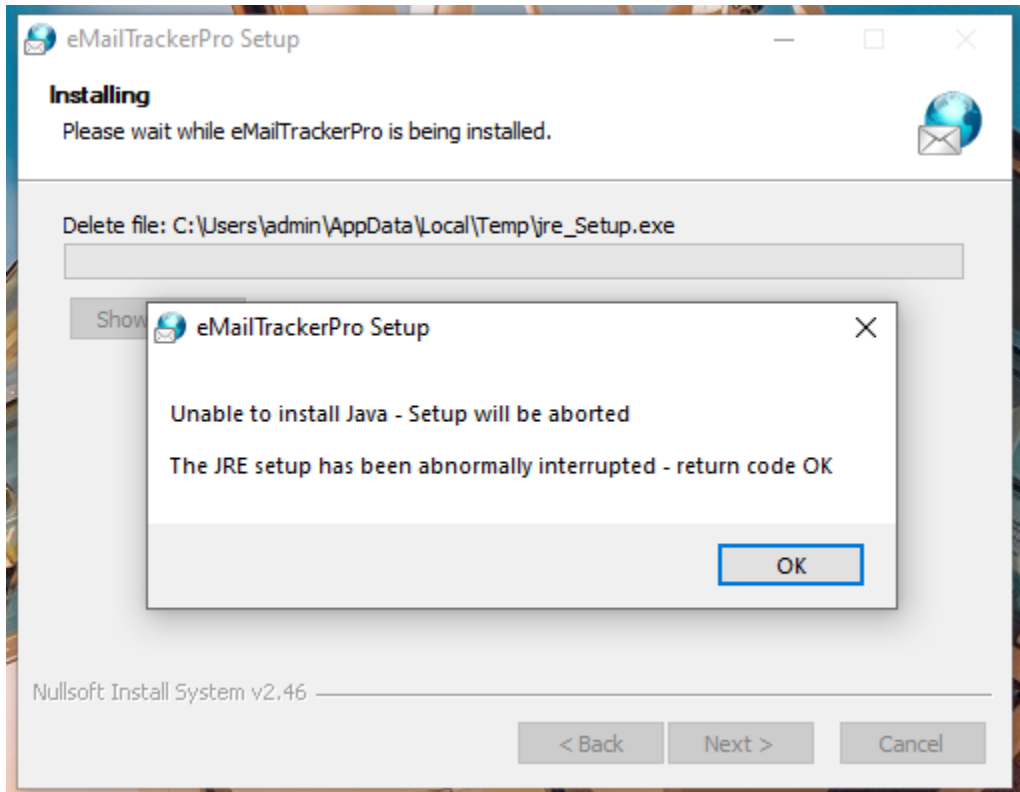 eMailTrackerPro Setup
Installing
Please wait while eMailTrackerPro is being installed.
Delete file: C:\Users\admin\AppData\Local\Temp\jre_Setup.exe
Show
eMailTrackerPro Setup
Unable to install Java - Setup will be aborted
The JRE setup has been abnormally interrupted - return code OK
OK
Nullsoft Install System v2.46
< Back
Next >
Cancel